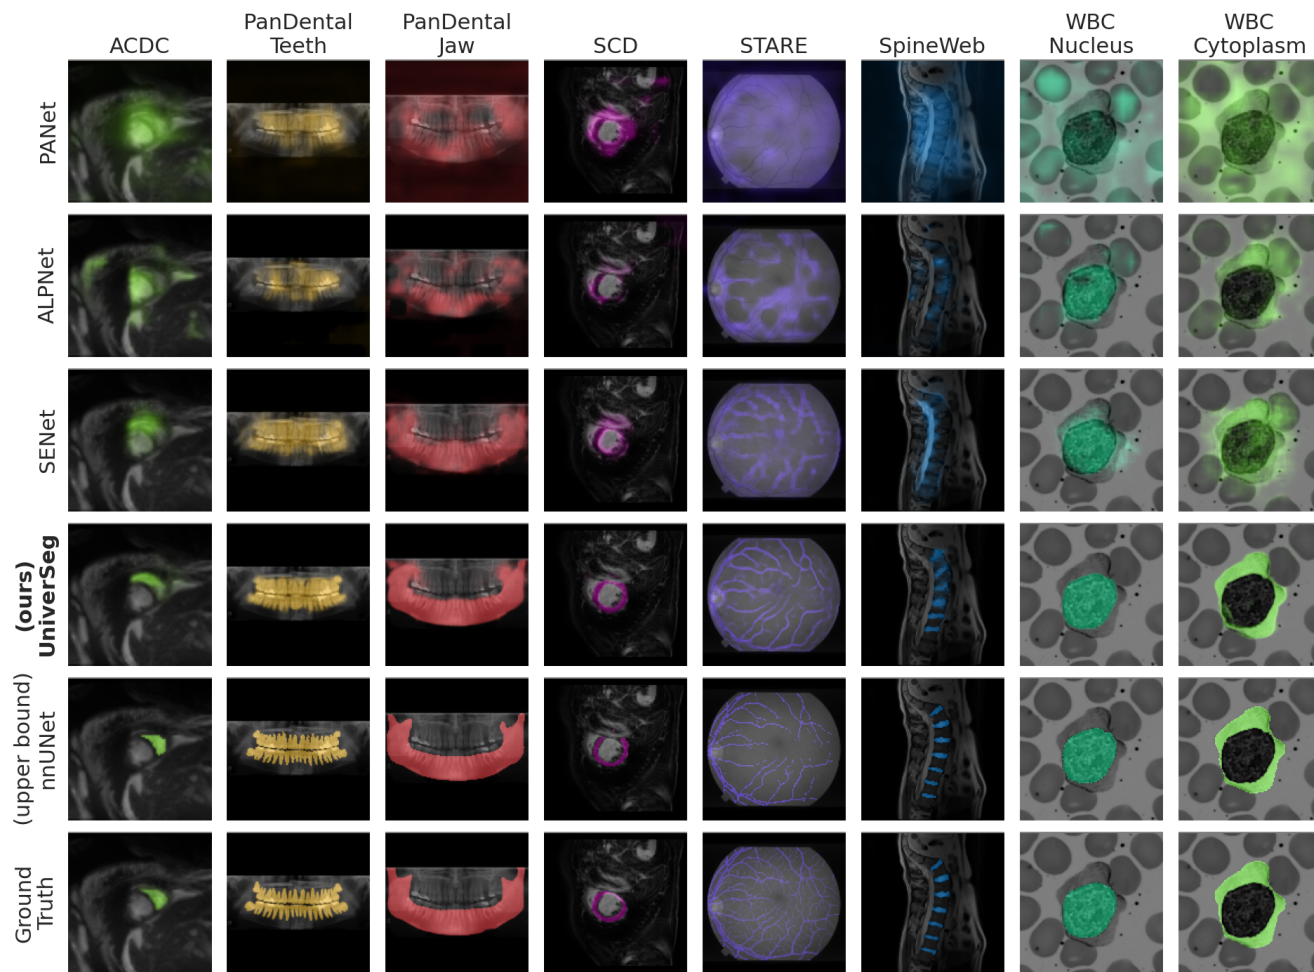 ACDC
PanDental
Teeth
PanDental
Jaw
SCD
STARE
SpineWeb
WBC
Nucleus
WBC
Cytoplasm
PANet
ALPNet
SENet
(ours)
UniverSeg
(upper bound)
nnUNet
Ground
Truth